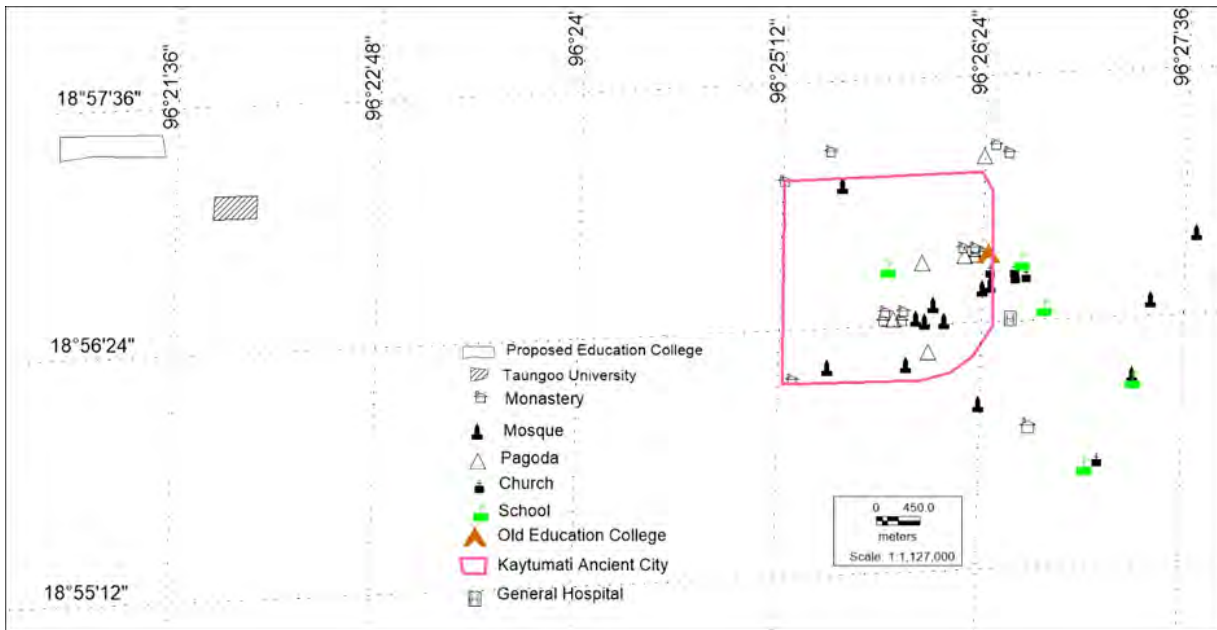 96°21'36"
96°22'48"
96°24'
96°25'12"
96°26'24"
96°27'36"
18°57'36"
18°56'24"
18°55'12"
Proposed Education College
Taungoo University
Monastery
Mosque
Pagoda
Church
School
Old Education College
Kaytumati Ancient City
General Hospital
0 450.0
meters
Scale: 1:1,127,000